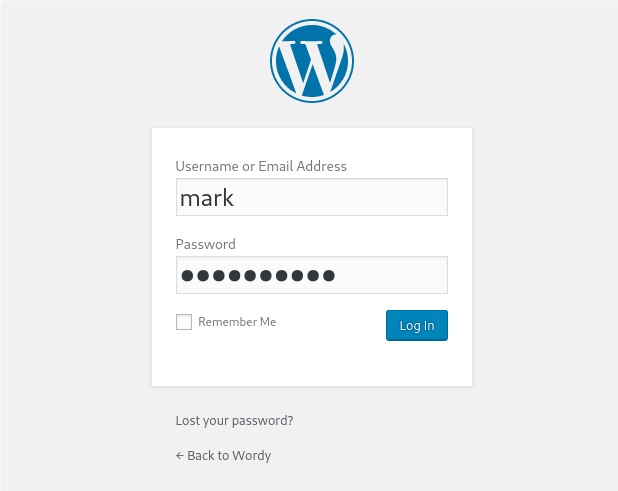 Username or Email Address
mark
Password
●●●●●●●●●●
Remember Me
Log In
Lost your password?
← Back to Wordy